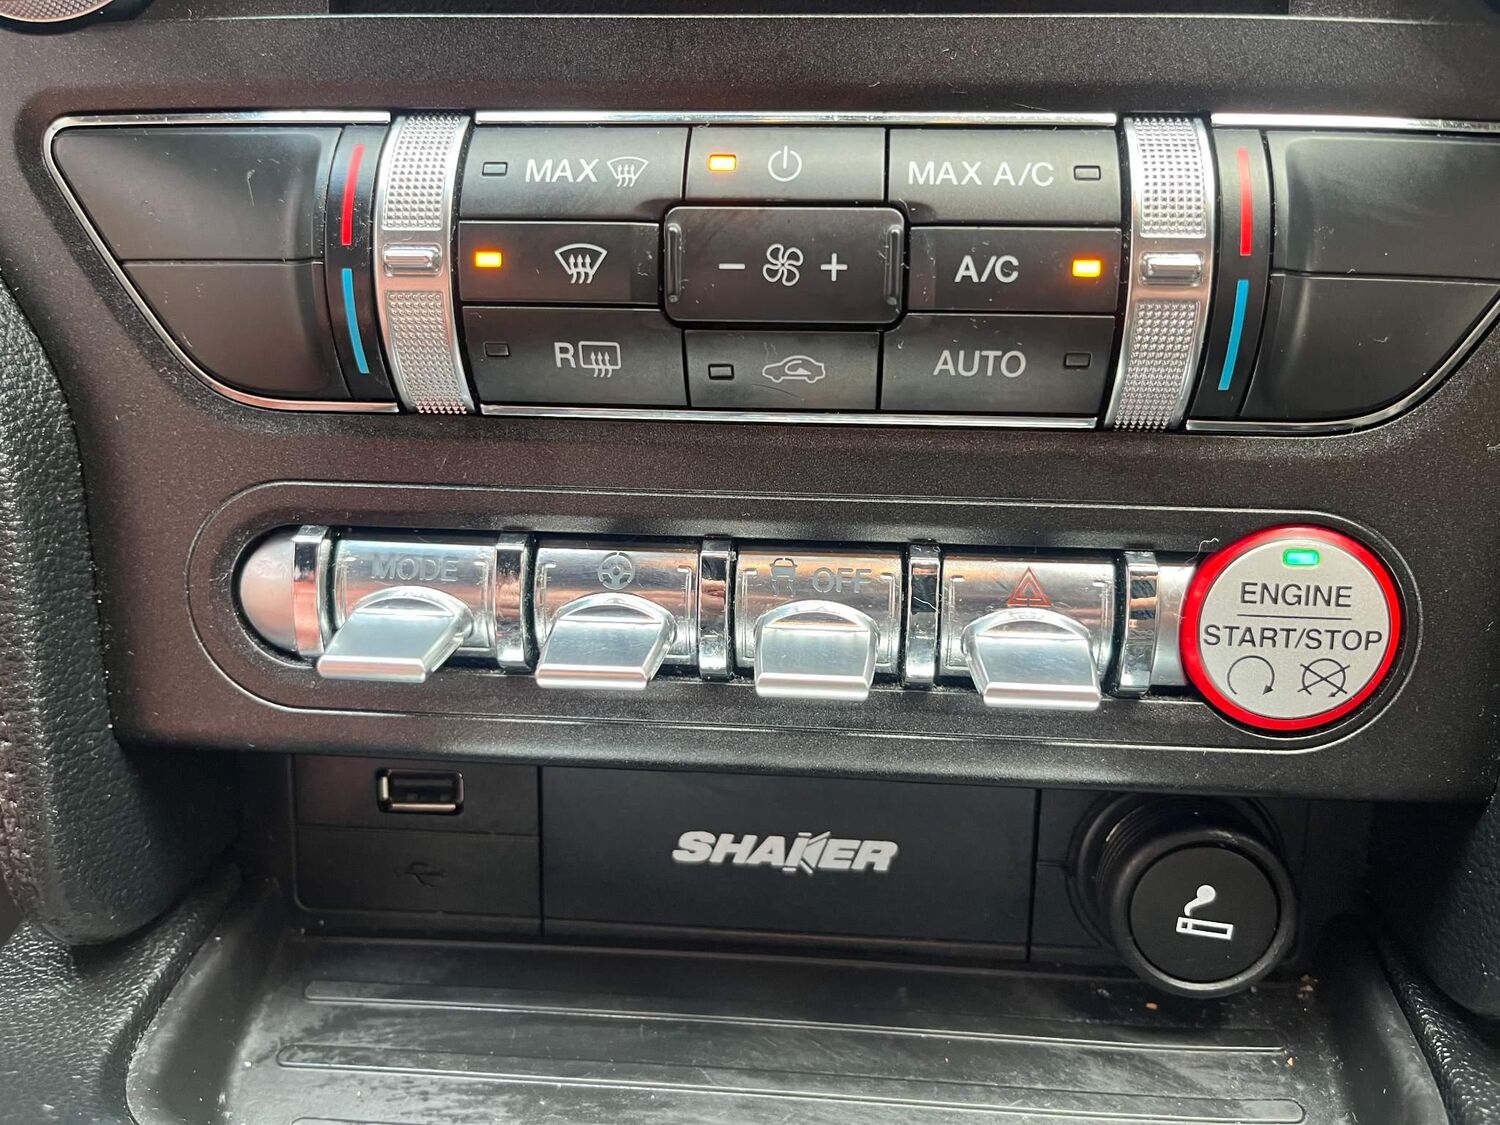 MAX
MAX A/C
- +
A/C
R
AUTO
MODE
OFF
ENGINE
START/STOP
SHAKER